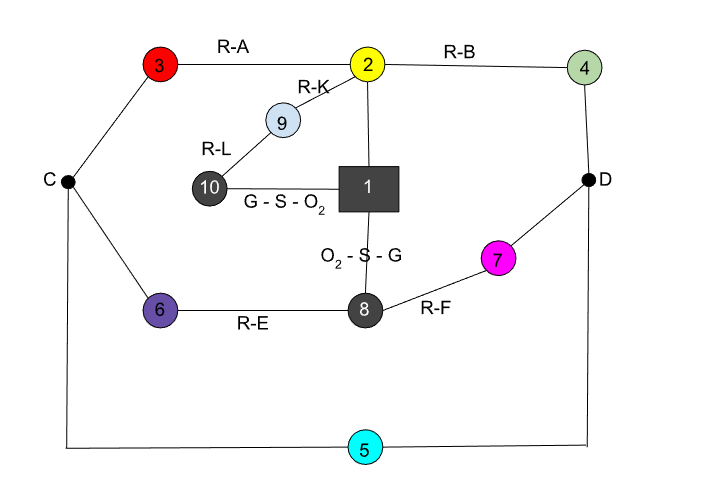 R-A
R-B
3
2
4
R-K
9
R-L
C
10
1
D
G - S - O₂
O₂ - S - G
7
6
8
R-E
R-F
5